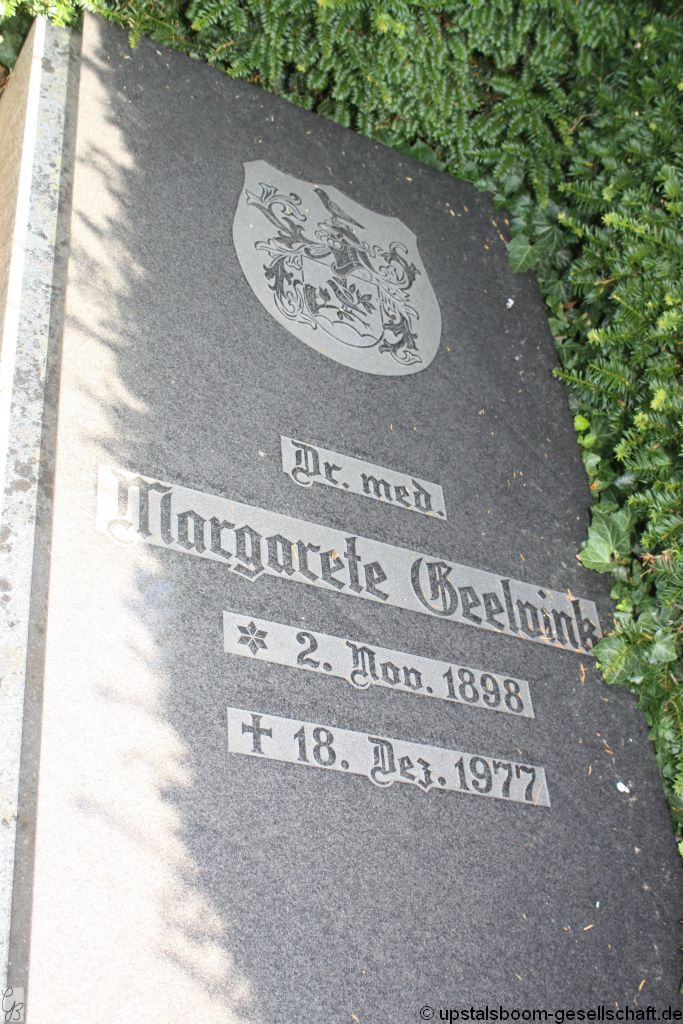 Dr. med.
Margarete Geelvink
* 2. Nov. 1898
† 18. Dez. 1977
© upstalsboom-gesellschaft.de